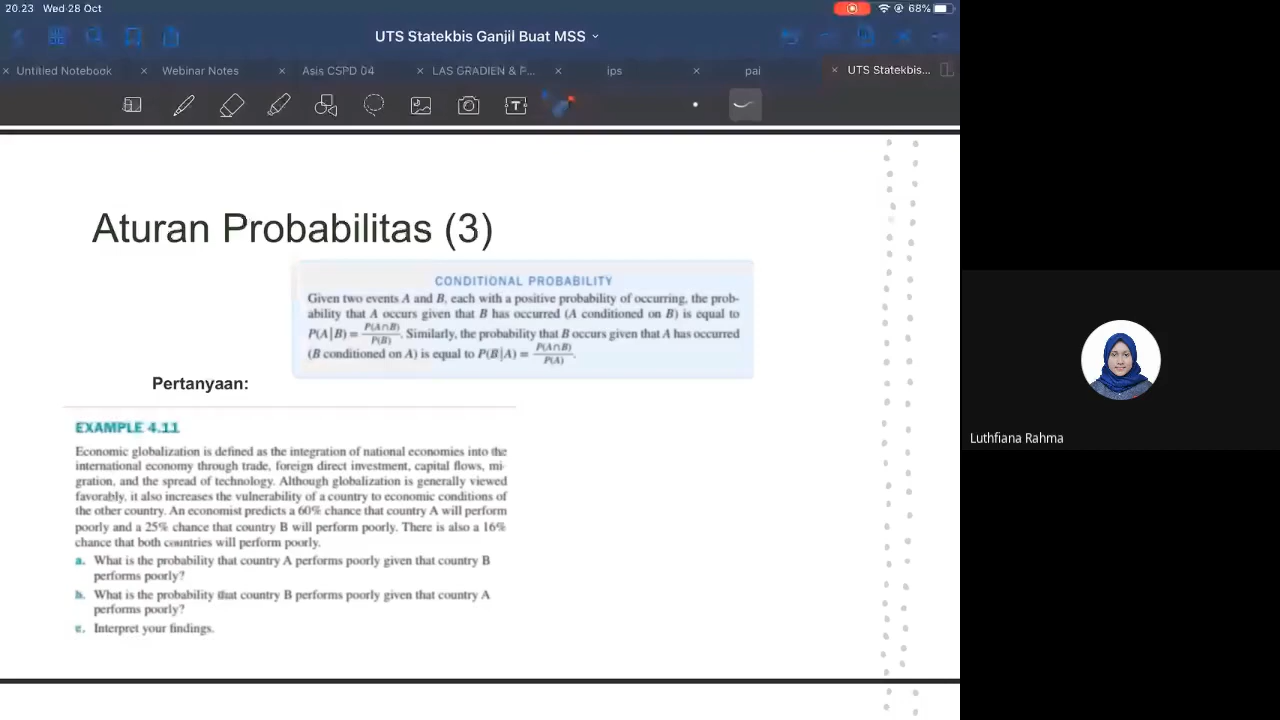 20.23 Wed 28 Oct
68%
UTS Statekbis Ganjil Buat MSS
Untitled Notebook
Webinar Notes
Asis CSPD 04
LAS GRADIEN & P...
ips
pai
UTS Statekbis...
Aturan Probabilitas (3)
CONDITIONAL PROBABILITY
Given two events A and B, each with a positive probability of occurring, the prob-
ability that A occurs given that B has occurred (A conditioned on B) is equal to
P(A|B) = P(A∩B)/P(B). Similarly, the probability that B occurs given that A has occurred
(B conditioned on A) is equal to P(B|A) = P(A∩B)/P(A).
Pertanyaan:
EXAMPLE 4.11
Economic globalization is defined as the integration of national economies into the
international economy through trade, foreign direct investment, capital flows, mi-
gration, and the spread of technology. Although globalization is generally viewed
favorably, it also increases the vulnerability of a country to economic conditions of
the other country. An economist predicts a 60% chance that country A will perform
poorly and a 25% chance that country B will perform poorly. There is also a 16%
chance that both countries will perform poorly.
a. What is the probability that country A performs poorly given that country B
performs poorly?
b. What is the probability that country B performs poorly given that country A
performs poorly?
c. Interpret your findings.
Luthfiana Rahma